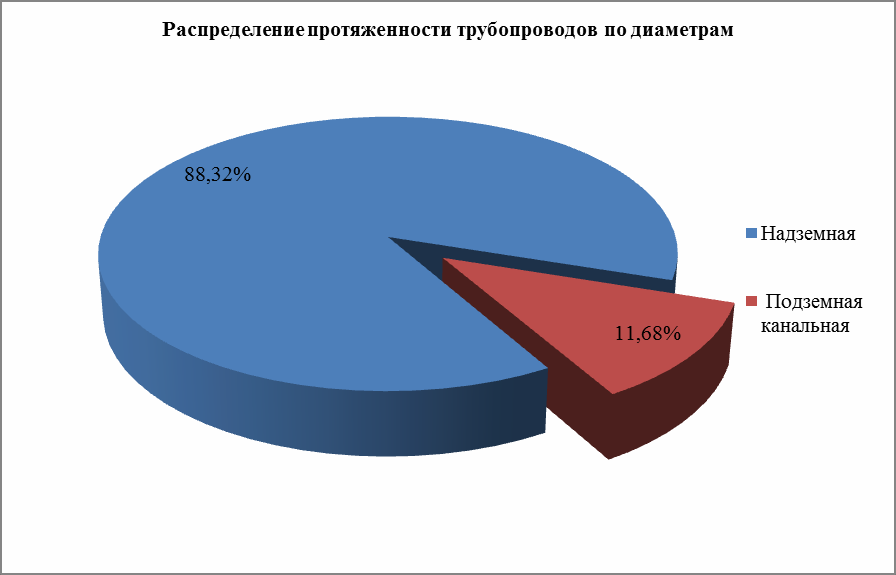 Распределение протяженности трубопроводов по диаметрам
88,32%
Надземная
Подземная
канальная
11,68%